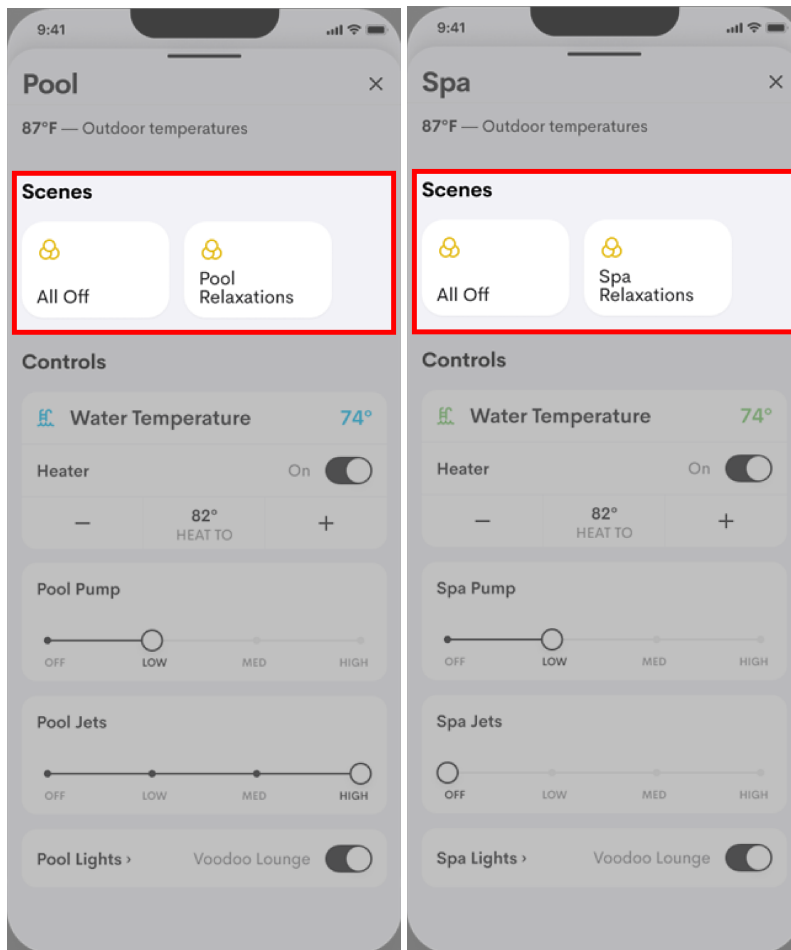 9:41
Pool
87°F — Outdoor temperatures
Scenes
All Off
Pool
Relaxations
Controls
Water Temperature 74°
Heater On
− 82° +
HEAT TO
Pool Pump
OFF LOW MED HIGH
Pool Jets
OFF LOW MED HIGH
Pool Lights › Voodoo Lounge
9:41
Spa
87°F — Outdoor temperatures
Scenes
All Off
Spa
Relaxations
Controls
Water Temperature 74°
Heater On
− 82° +
HEAT TO
Spa Pump
OFF LOW MED HIGH
Spa Jets
OFF LOW MED HIGH
Spa Lights › Voodoo Lounge